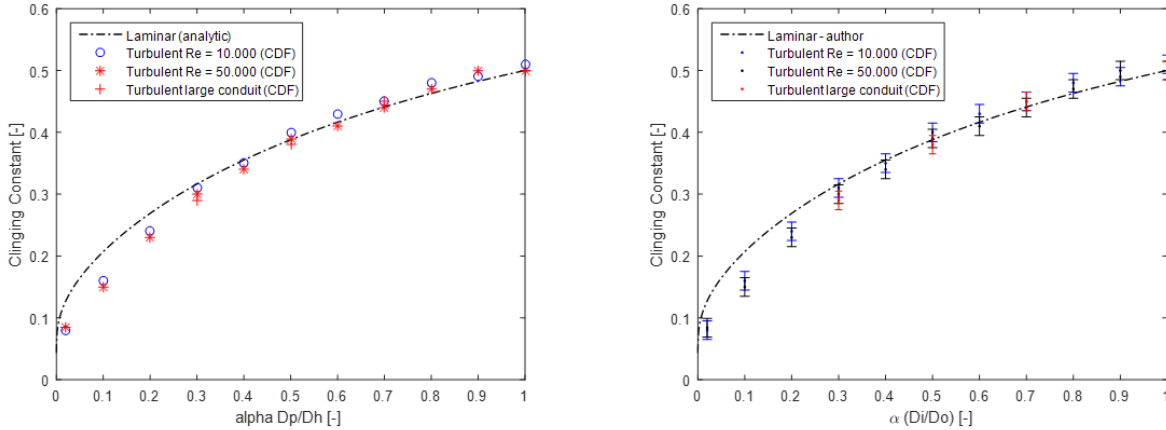 0.6
0.5
0.4
0.3
0.2
0.1
0
Clinging Constant [-]
Laminar (analytic)
Turbulent Re = 10.000 (CDF)
Turbulent Re = 50.000 (CDF)
Turbulent large conduit (CDF)
0 0.1 0.2 0.3 0.4 0.5 0.6 0.7 0.8 0.9 1
alpha Dp/Dh [-]
0.6
0.5
0.4
0.3
0.2
0.1
0
Clinging Constant [-]
Laminar - author
Turbulent Re = 10.000 (CDF)
Turbulent Re = 50.000 (CDF)
Turbulent large conduit (CDF)
0 0.1 0.2 0.3 0.4 0.5 0.6 0.7 0.8 0.9 1
α (Di/Do) [-]